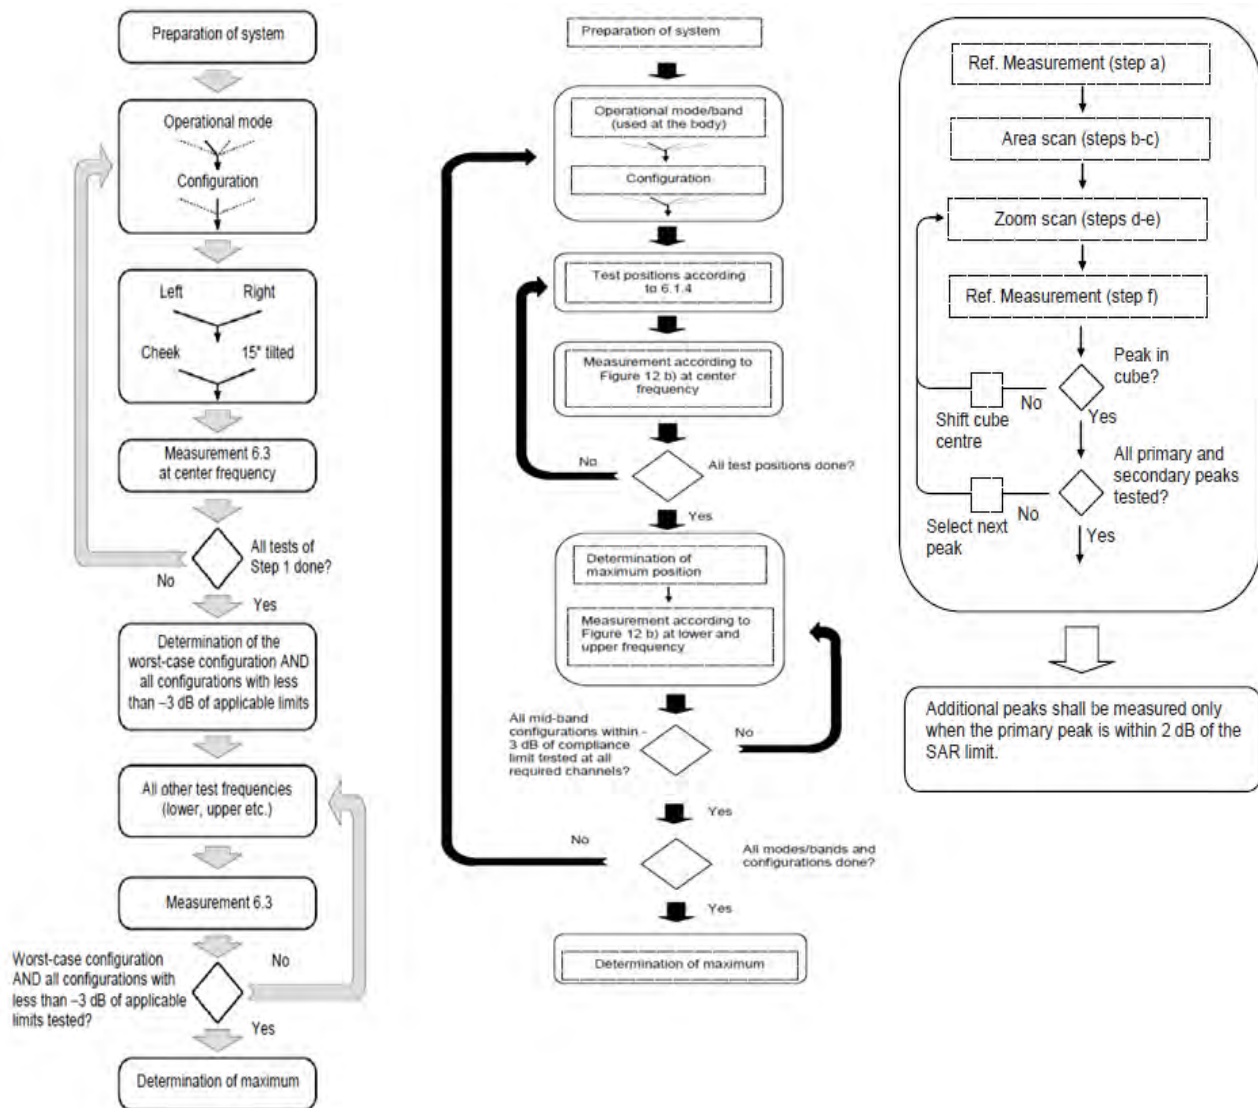 Preparation of system
Operational mode
Configuration
Left Right
Cheek 15° tilted
Measurement 6.3
at center frequency
All tests of
Step 1 done?
No
Yes
Determination of the
worst-case configuration AND
all configurations with less
than –3 dB of applicable limits
All other test frequencies
(lower, upper etc.)
Measurement 6.3
Worst-case configuration
AND all configurations with
less than –3 dB of applicable
limits tested?
No
Yes
Determination of maximum
Preparation of system
Operational mode/band
(used at the body)
Configuration
Test positions according
to 6.1.4
Measurement according to
Figure 12 b) at center
frequency
No
All test positions done?
Yes
Determination of
maximum position
Measurement according to
Figure 12 b) at lower and
upper frequency
All mid-band
configurations within -
3 dB of compliance
limit tested at all
required channels?
No
Yes
No
All modes/bands and
configurations done?
Yes
Determination of maximum
Ref. Measurement (step a)
Area scan (steps b-c)
Zoom scan (steps d-e)
Ref. Measurement (step f)
Peak in
cube?
No
Shift cube
centre
Yes
All primary and
secondary peaks
tested?
No
Select next
peak
Yes
Additional peaks shall be measured only
when the primary peak is within 2 dB of the
SAR limit.